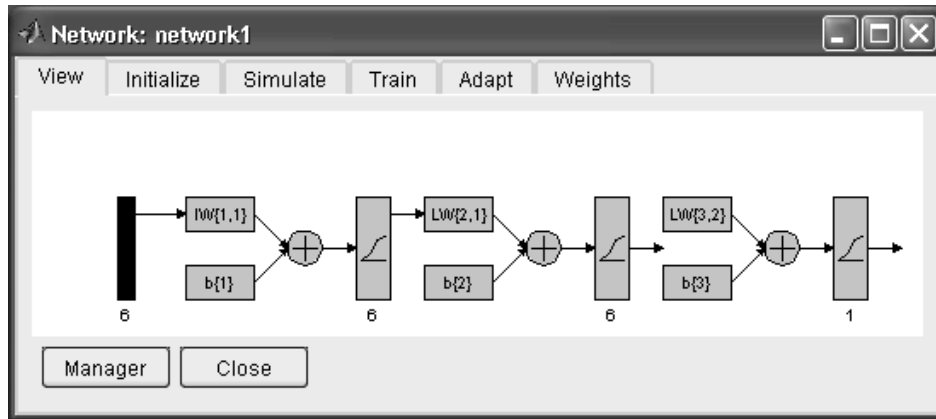 Network: network1
View Initialize Simulate Train Adapt Weights
IW{1,1} LW{2,1} LW{3,2}
b{1} b{2} b{3}
6 6 6 1
Manager Close